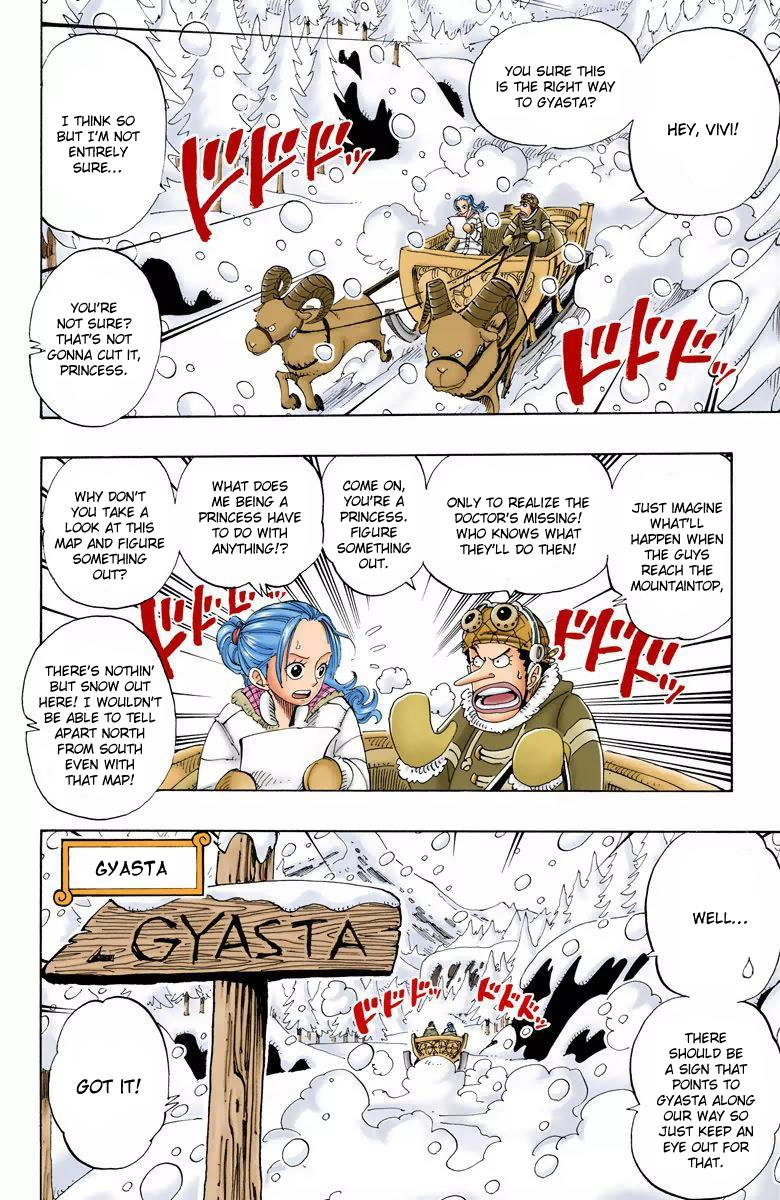 HEY, VIVI!
YOU SURE THIS
IS THE RIGHT WAY
TO GYASTA?
I THINK SO
BUT I'M NOT
ENTIRELY
SURE...
ドドドドッ
YOU'RE
NOT SURE?
THAT'S NOT
GONNA CUT IT,
PRINCESS.
ドドドドッ
JUST IMAGINE
WHAT'LL
HAPPEN WHEN
THE GUYS
REACH THE
MOUNTAINTOP,
ONLY TO REALIZE THE
DOCTOR'S MISSING!
WHO KNOWS WHAT
THEY'LL DO THEN!
COME ON,
YOU'RE A
PRINCESS.
FIGURE
SOMETHING
OUT.
WHAT DOES
ME BEING A
PRINCESS HAVE
TO DO WITH
ANYTHING!?
WHY DON'T
YOU TAKE A
LOOK AT THIS
MAP AND FIGURE
SOMETHING
OUT?
ドドドドッ
ドドドドッ
THERE'S NOTHIN'
BUT SNOW OUT
HERE! I WOULDN'T
BE ABLE TO TELL
APART NORTH
FROM SOUTH
EVEN WITH
THAT MAP!
GYASTA
GYASTA
WELL...
ドドドッ
ドドドッ
THERE
SHOULD BE
A SIGN THAT
POINTS TO
GYASTA ALONG
OUR WAY SO
JUST KEEP AN
EYE OUT FOR
THAT.
GOT IT!